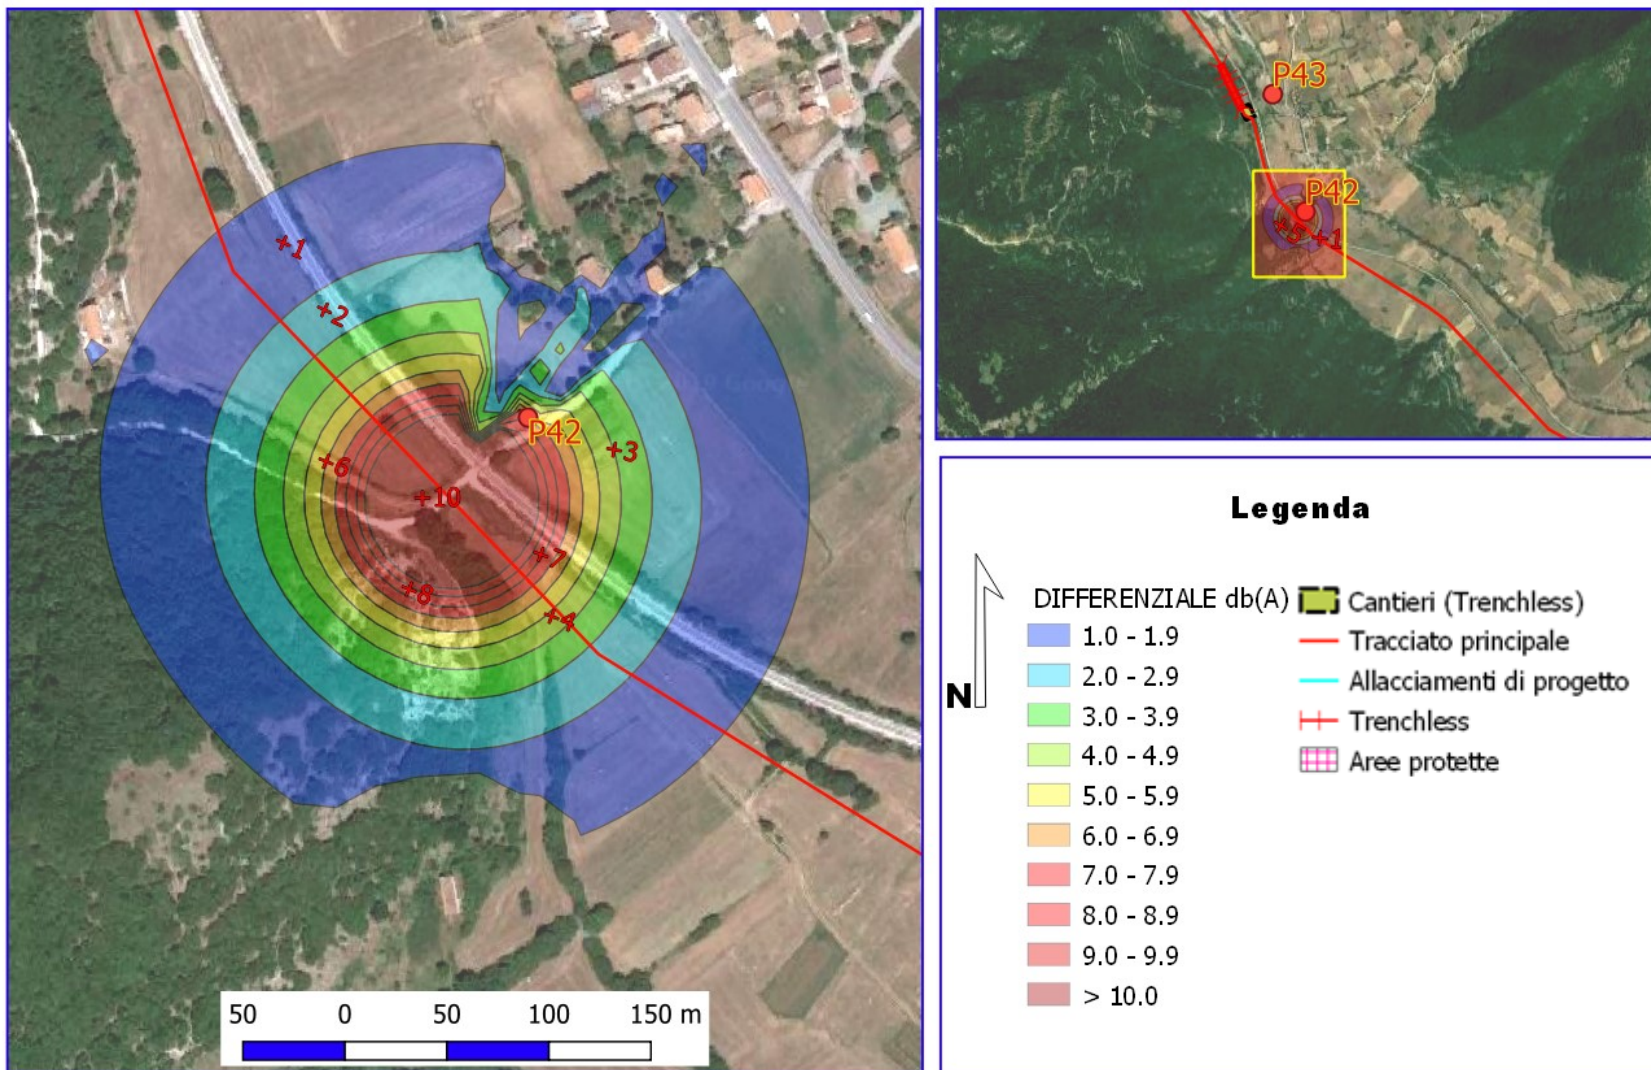 +1
+2
P42
+3
+6
+10
+7
+8
+4
50 0 50 100 150 m
P43
P42
+5 +1
Legenda
N
DIFFERENZIALE db(A)
1.0 - 1.9
2.0 - 2.9
3.0 - 3.9
4.0 - 4.9
5.0 - 5.9
6.0 - 6.9
7.0 - 7.9
8.0 - 8.9
9.0 - 9.9
> 10.0
Cantieri (Trenchless)
Tracciato principale
Allacciamenti di progetto
Trenchless
Aree protette